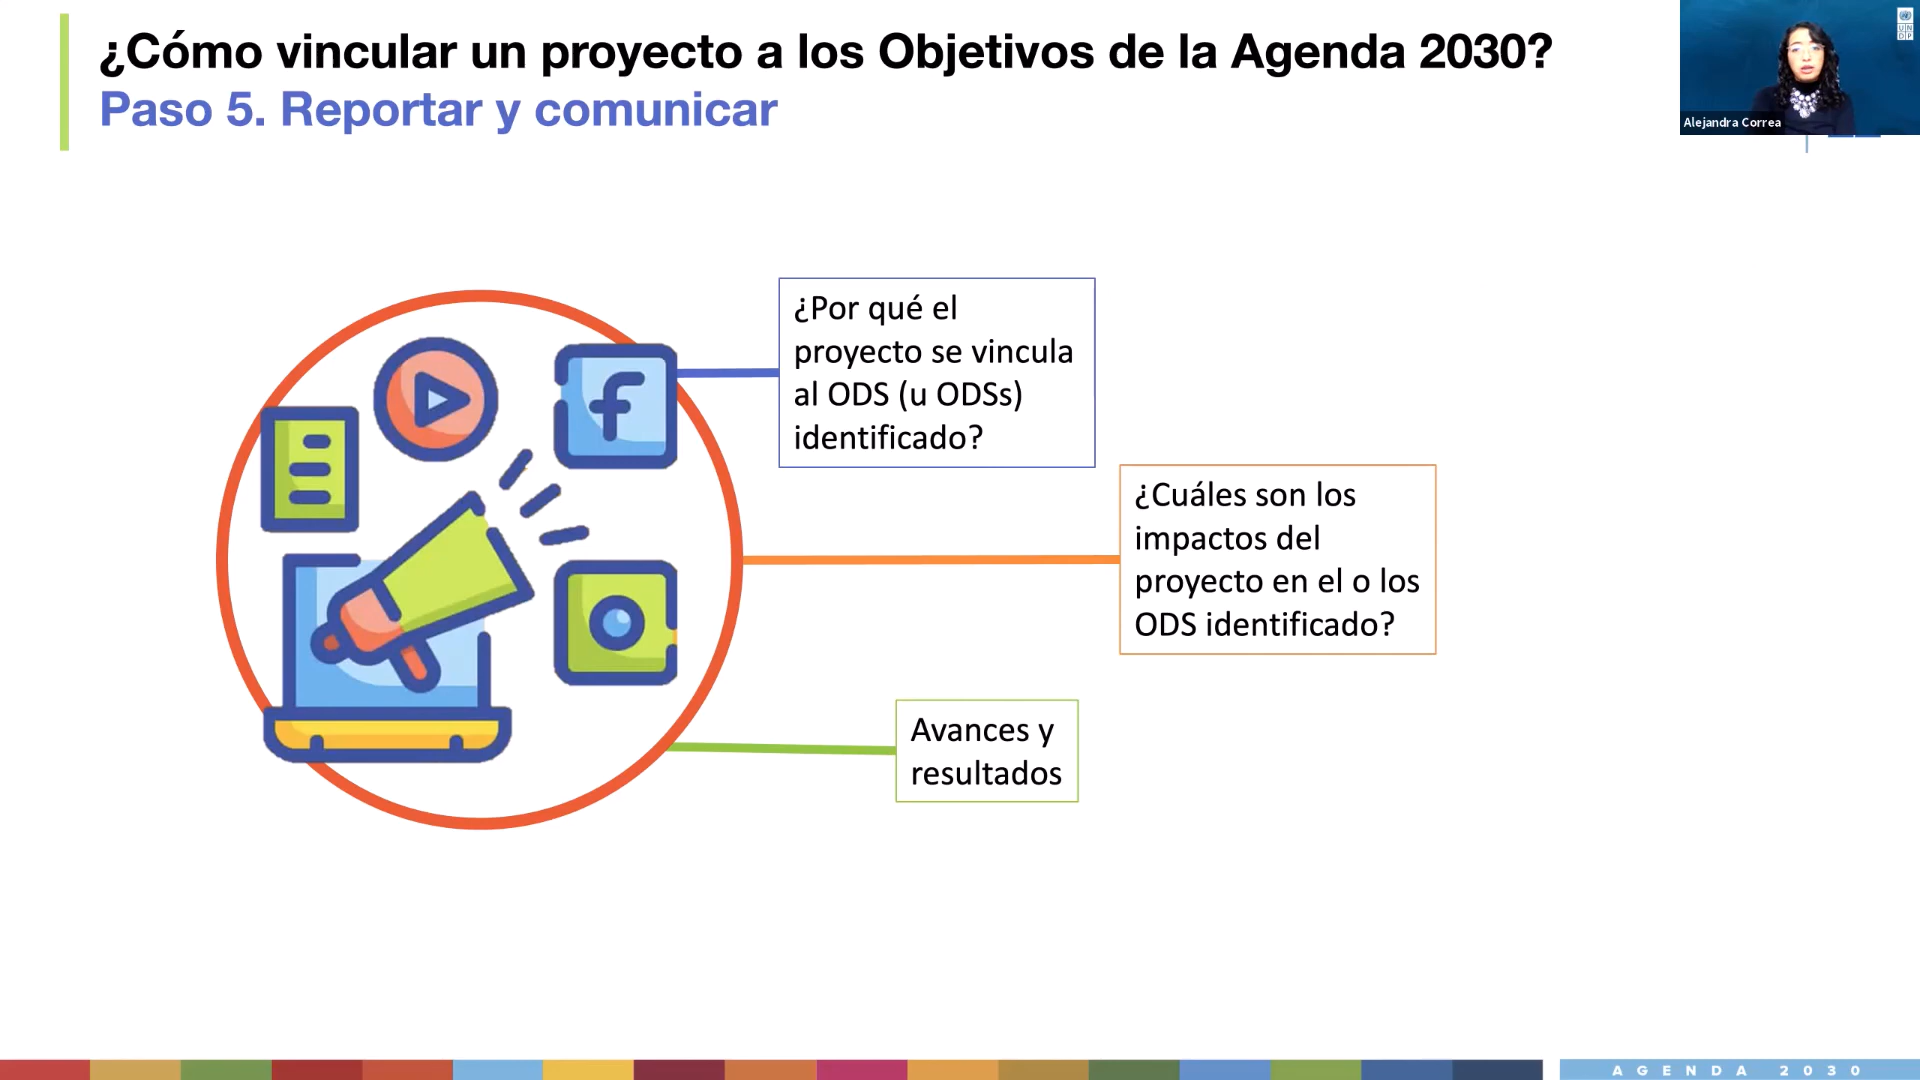 ¿Cómo vincular un proyecto a los Objetivos de la Agenda 2030?
Paso 5. Reportar y comunicar
UN
DP
Alejandra Correa
¿Por qué el
proyecto se vincula
al ODS (u ODSs)
identificado?
¿Cuáles son los
impactos del
proyecto en el o los
ODS identificado?
Avances y
resultados
AGENDA 2030